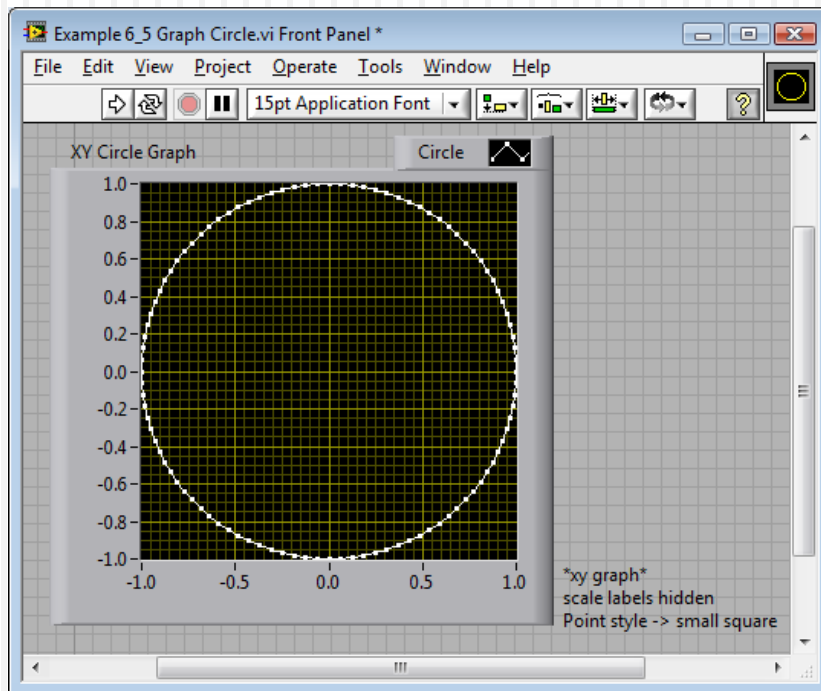 Example 6_5 Graph Circle.vi Front Panel *
File Edit View Project Operate Tools Window Help
15pt Application Font
XY Circle Graph
Circle
1.0
0.8
0.6
0.4
0.2
0.0
-0.2
-0.4
-0.6
-0.8
-1.0
-1.0 -0.5 0.0 0.5 1.0
*xy graph*
scale labels hidden
Point style -> small square